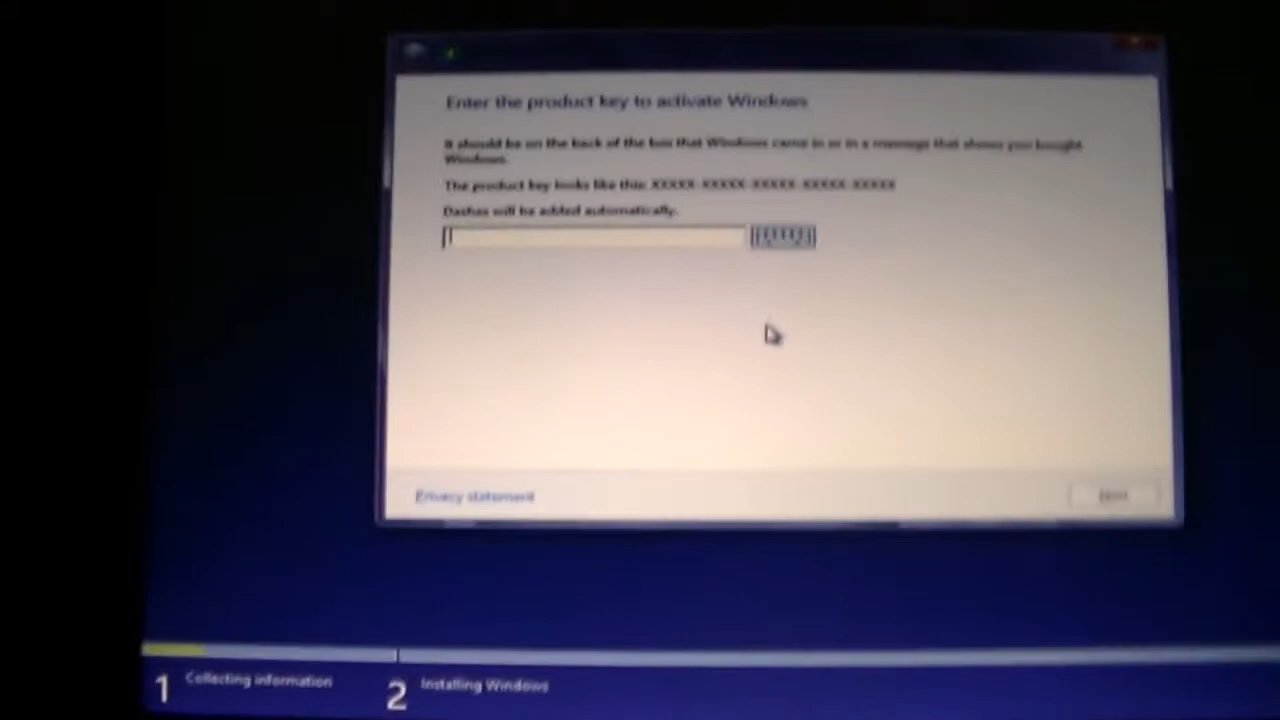 Enter the product key to activate Windows
It should be on the back of the box that Windows came in or in a message that shows you bought
Windows.
The product key looks like this: XXXXX-XXXXX-XXXXX-XXXXX-XXXXX
Dashes will be added automatically.
Privacy statement
Next
1 Collecting information
2 Installing Windows